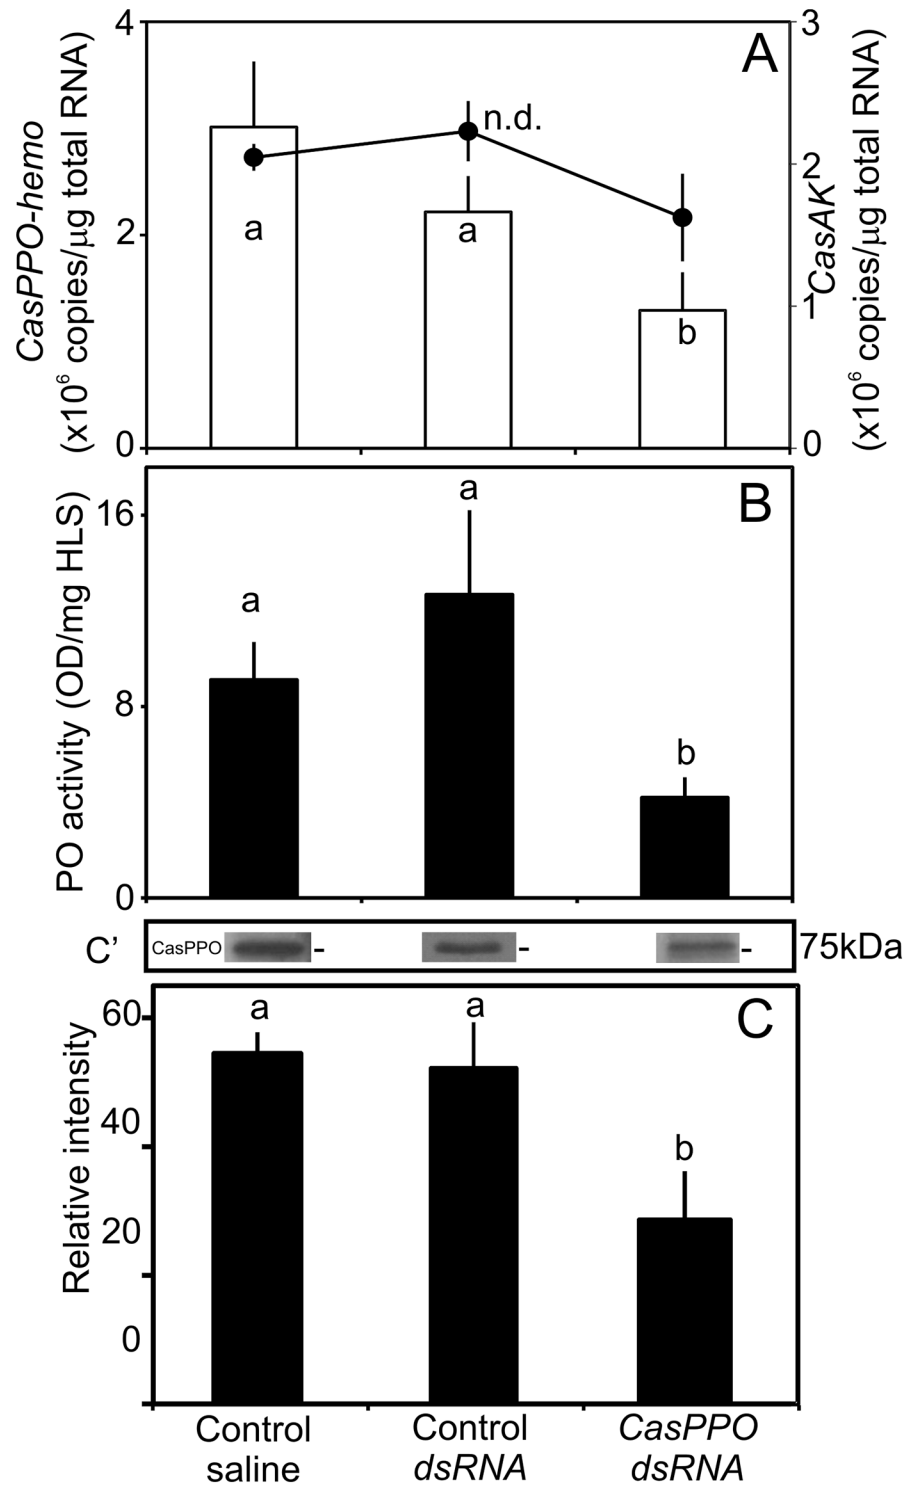 A
CasPPO-hemo
(x10⁶ copies/µg total RNA)
4
2
0
a
a
n.d.
b
3
2
1
0
CasAK
(x10⁶ copies/µg total RNA)
B
PO activity (OD/mg HLS)
16
8
0
a
a
b
C'
CasPPO
-
-
-
75kDa
C
Relative intensity
60
40
20
0
a
a
b
Control
saline
Control
dsRNA
CasPPO
dsRNA